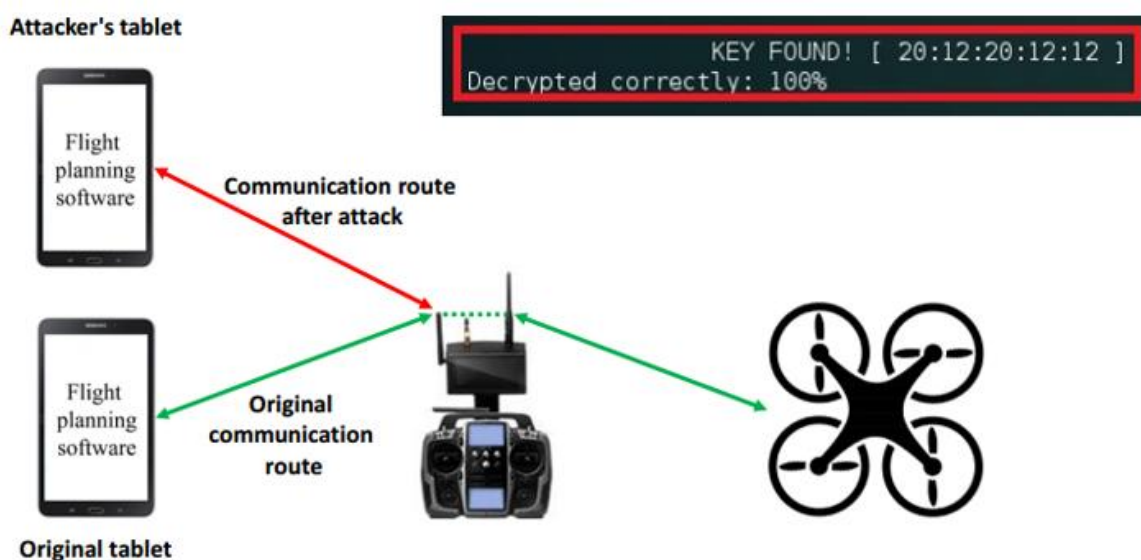 Attacker's tablet
KEY FOUND! [ 20:12:20:12:12 ]
Decrypted correctly: 100%
Flight
planning
software
Communication route
after attack
Flight
planning
software
Original
communication
route
Original tablet